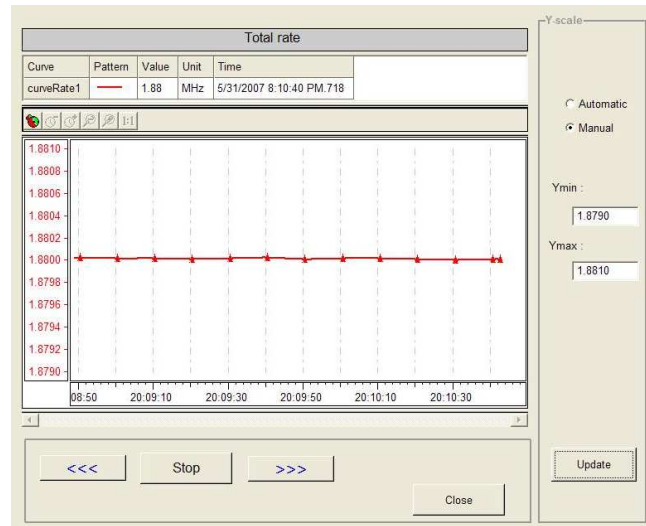 Y-scale
Total rate
Curve Pattern Value Unit Time
curveRate1 1.88 MHz 5/31/2007 8:10:40 PM.718
Automatic
Manual
1:1
1.8810
1.8808
1.8806
1.8804
1.8802
1.8800
1.8798
1.8796
1.8794
1.8792
1.8790
08:50 20:09:10 20:09:30 20:09:50 20:10:10 20:10:30
Ymin :
1.8790
Ymax :
1.8810
<<< Stop >>>
Update
Close